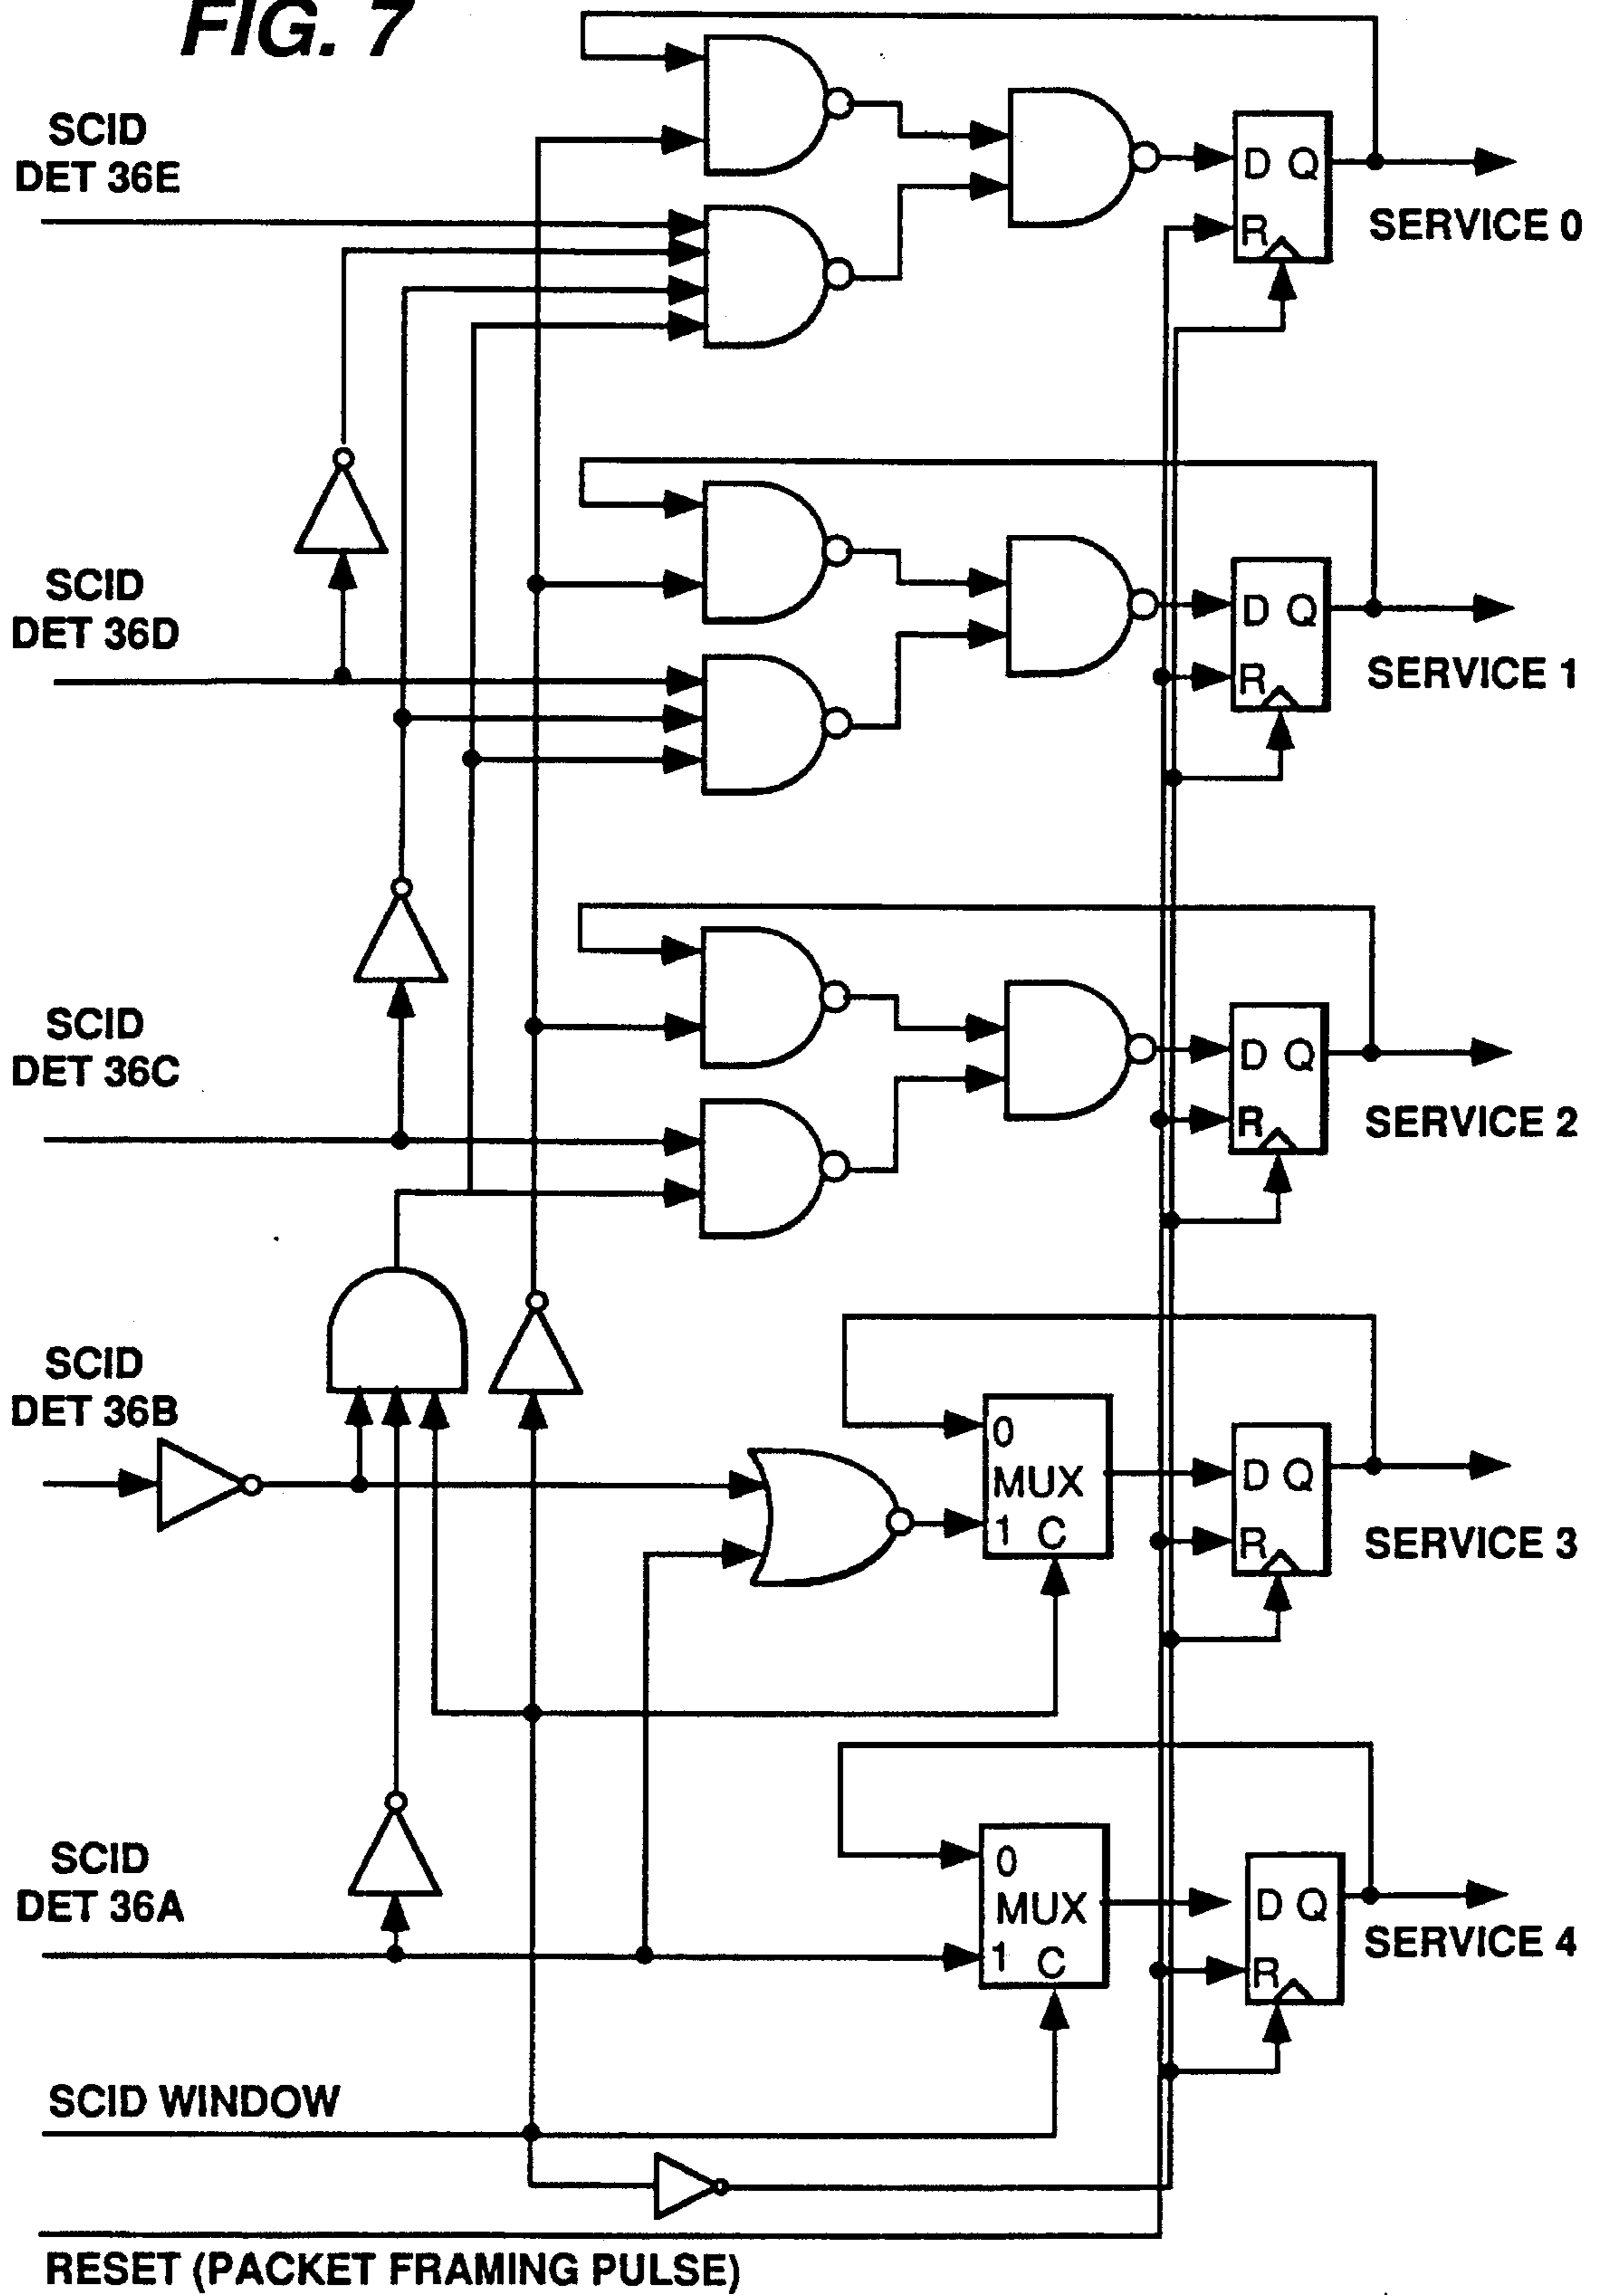 FIG. 7
SCID
DET 36E
D Q
R
SERVICE 0
SCID
DET 36D
D Q
R
SERVICE 1
SCID
DET 36C
D Q
R
SERVICE 2
SCID
DET 36B
0
MUX
1 C
D Q
R
SERVICE 3
SCID
DET 36A
0
MUX
1 C
D Q
R
SERVICE 4
SCID WINDOW
RESET (PACKET FRAMING PULSE)